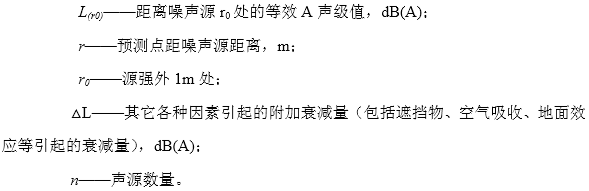 L(r0)——距离噪声源 r0 处的等效 A 声级值，dB(A)；
r——预测点距噪声源距离，m；
r0——源强外 1m 处；
△L——其它各种因素引起的附加衰减量（包括遮挡物、空气吸收、地面效
应等引起的衰减量），dB(A)；
n——声源数量。